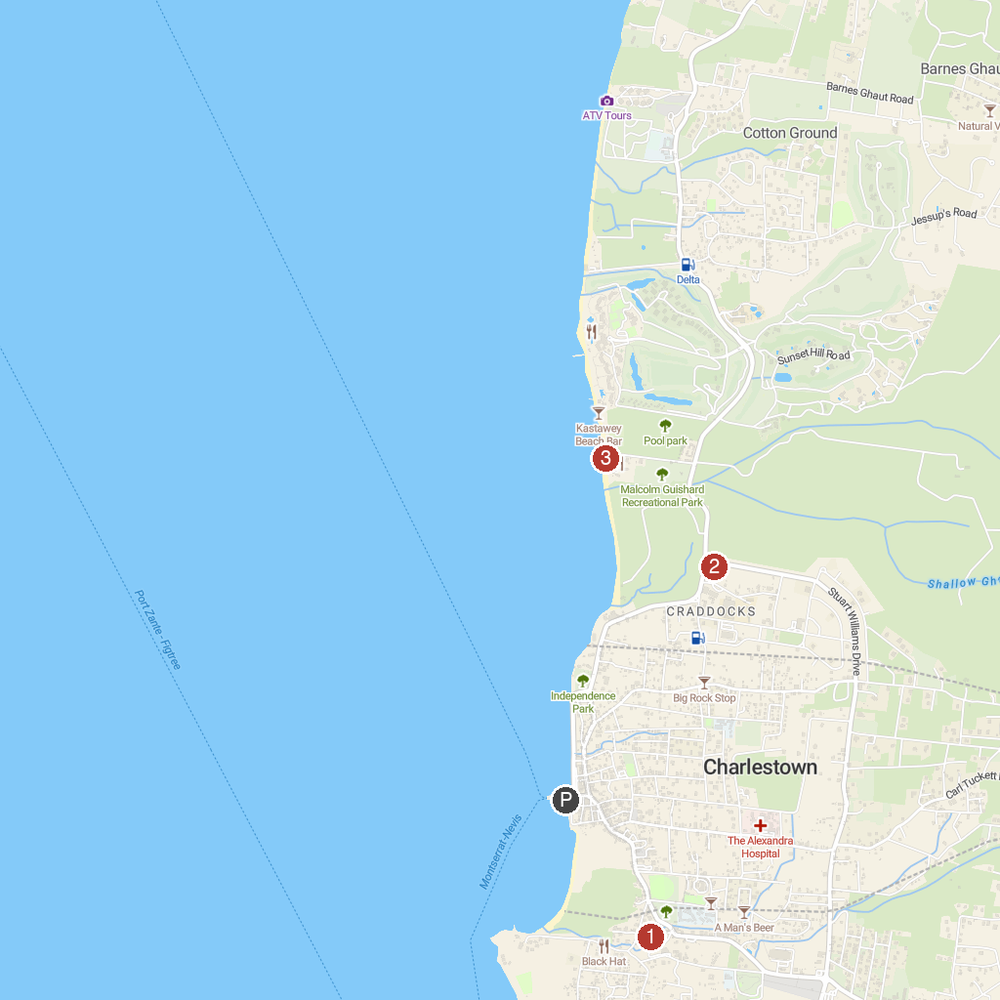 Barnes Ghau
Barnes Ghaut Road
ATV Tours
Natural V
Cotton Ground
Jessup's Road
Delta
Sunset Hill Road
Kastawey
Beach Bar
Pool park
3
Malcolm Guishard
Recreational Park
2
Shallow Gh
Stuart Williams Drive
CRADDOCKS
Port Zante - Figtree
Independence
Park
Big Rock Stop
Charlestown
Carl Tuckett
P
Montserrat-Nevis
The Alexandra
Hospital
A Man's Beer
1
Black Hat